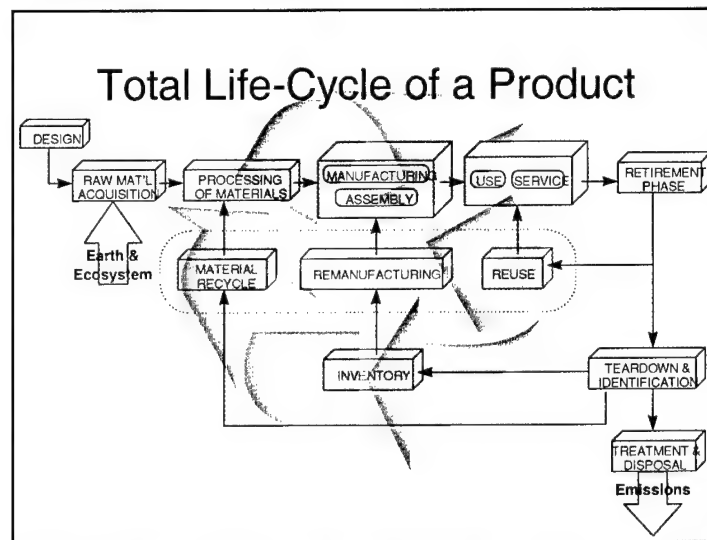 Total Life-Cycle of a Product
DESIGN
RAW MAT'L
ACQUISITION
PROCESSING
OF MATERIALS
MANUFACTURING
ASSEMBLY
USE
SERVICE
RETIREMENT
PHASE
Earth &
Ecosystem
MATERIAL
RECYCLE
REMANUFACTURING
REUSE
INVENTORY
TEARDOWN &
IDENTIFICATION
TREATMENT &
DISPOSAL
Emissions